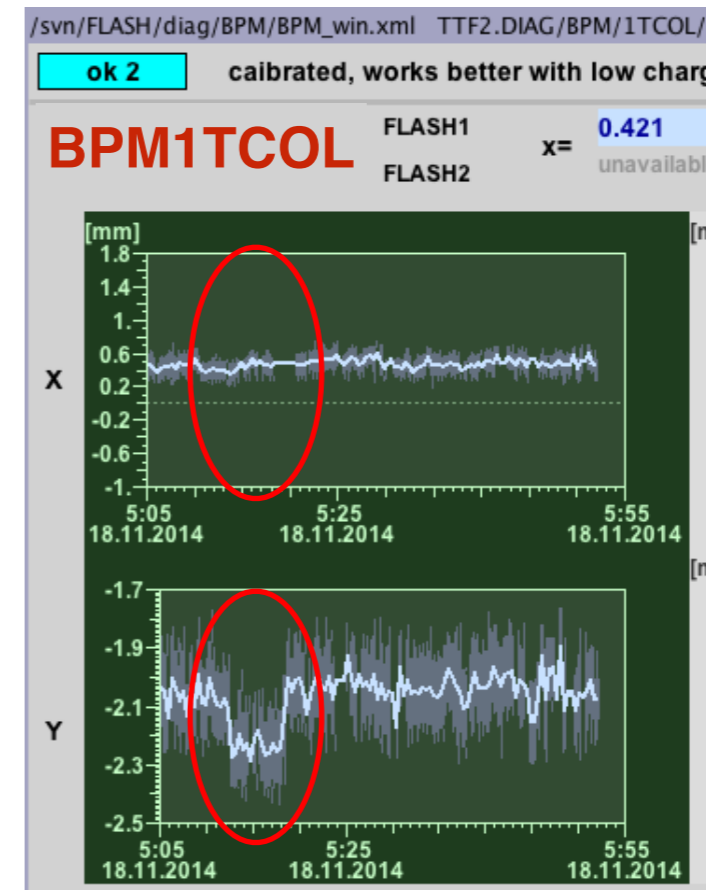 /svn/FLASH/diag/BPM/BPM_win.xml TTF2.DIAG/BPM/1TCOL/
ok 2 caibrated, works better with low charg
BPM1TCOL FLASH1 x= 0.421
FLASH2 unavailabl
[mm]
1.8
1.4
1.
0.6
X
0.2
-0.2
-0.6
-1.
5:05 5:25 5:55
18.11.2014 18.11.2014 18.11.2014
-1.7
-1.9
-2.1
Y
-2.3
-2.5
5:05 5:25 5:55
18.11.2014 18.11.2014 18.11.2014